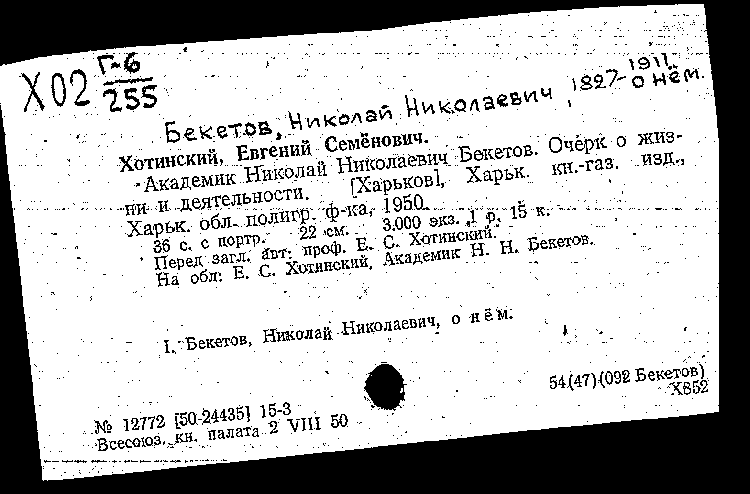 Х02 Г-6
255
Бекетов, Николай Николаевич 1827-1911.
о нём.
Хотинский, Евгений Семёнович.
Академик Николай Николаевич Бекетов. Очерк о жиз-
ни и деятельности. [Харьков], Харьк. кн.-газ. изд.,
Харьк. обл. полигр. ф-ка, 1950.
36 с. с портр. 22 см. 3.000 экз. 1 р. 15 к.
Перед загл. авт: проф. Е. С. Хотинский.
На обл: Е. С. Хотинский, Академик Н. Н. Бекетов.
I. Бекетов, Николай Николаевич, о нём.
54(47)(092 Бекетов)
Х852
№ 12772 [50-24435] 15-3
Всесоюз. кн. палата 2 VIII 50